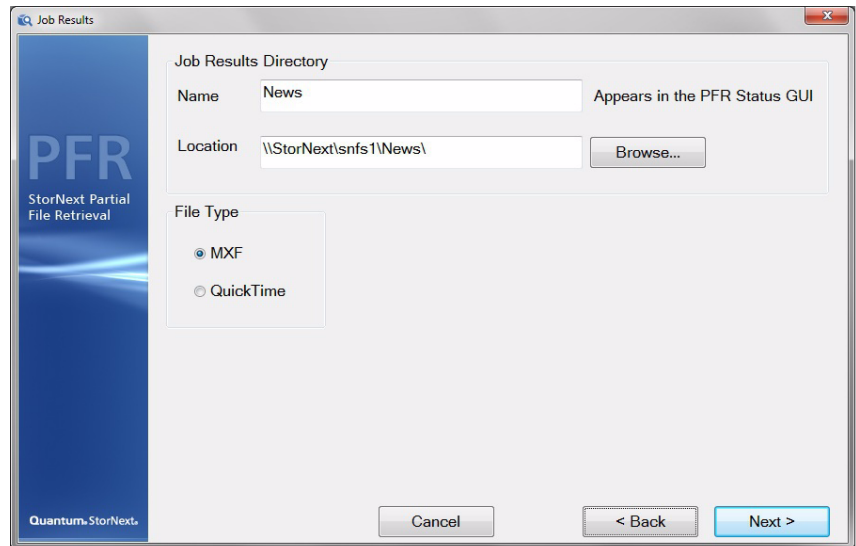 Job Results
Job Results Directory
Name
News
Appears in the PFR Status GUI
Location
\\StorNext\snfs1\News\
Browse...
PFR
StorNext Partial
File Retrieval
File Type
MXF
QuickTime
Quantum. StorNext.
Cancel
< Back
Next >